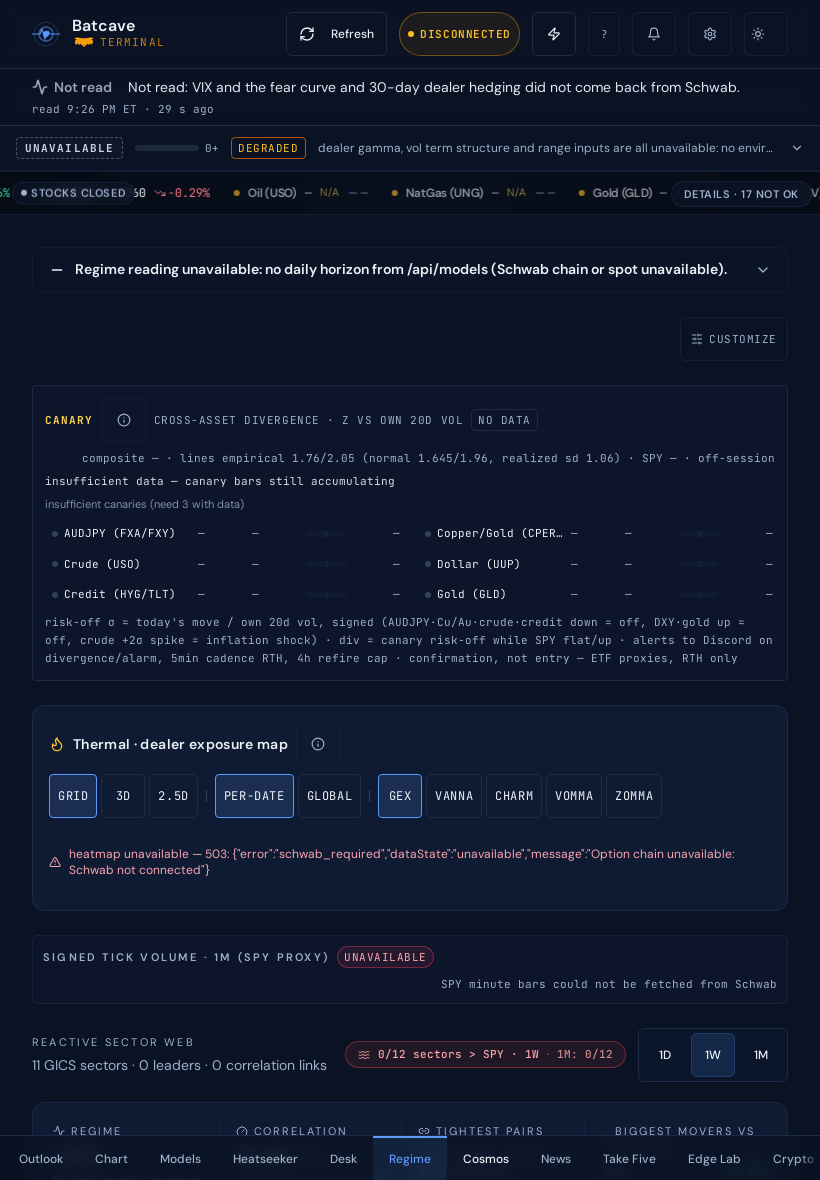 Batcave
TERMINAL
Refresh
DISCONNECTED
?
Not read Not read: VIX and the fear curve and 30-day dealer hedging did not come back from Schwab.
read 9:26 PM ET · 29 s ago
UNAVAILABLE 0+ DEGRADED dealer gamma, vol term structure and range inputs are all unavailable: no envir…
STOCKS CLOSED -0.29% Oil (USO) — N/A —— NatGas (UNG) — N/A —— Gold (GLD) — DETAILS · 17 NOT OK
— Regime reading unavailable: no daily horizon from /api/models (Schwab chain or spot unavailable).
CUSTOMIZE
CANARY CROSS-ASSET DIVERGENCE · Z VS OWN 20D VOL NO DATA
composite — · lines empirical 1.76/2.05 (normal 1.645/1.96, realized sd 1.06) · SPY — · off-session
insufficient data — canary bars still accumulating
insufficient canaries (need 3 with data)
AUDJPY (FXA/FXY) — — — Copper/Gold (CPER… — — —
Crude (USO) — — — Dollar (UUP) — — —
Credit (HYG/TLT) — — — Gold (GLD) — — —
risk-off σ = today's move / own 20d vol, signed (AUDJPY·Cu/Au·crude·credit down = off, DXY·gold up =
off, crude +2σ spike = inflation shock) · div = canary risk-off while SPY flat/up · alerts to Discord on
divergence/alarm, 5min cadence RTH, 4h refire cap · confirmation, not entry — ETF proxies, RTH only
Thermal · dealer exposure map
GRID 3D 2.5D PER-DATE GLOBAL GEX VANNA CHARM VOMMA ZOMMA
heatmap unavailable — 503: {"error":"schwab_required","dataState":"unavailable","message":"Option chain unavailable:
Schwab not connected"}
SIGNED TICK VOLUME · 1M (SPY PROXY) UNAVAILABLE
SPY minute bars could not be fetched from Schwab
REACTIVE SECTOR WEB
11 GICS sectors · 0 leaders · 0 correlation links
0/12 sectors > SPY · 1W · 1M: 0/12
1D 1W 1M
REGIME CORRELATION TIGHTEST PAIRS BIGGEST MOVERS VS
Outlook Chart Models Heatseeker Desk Regime Cosmos News Take Five Edge Lab Crypto